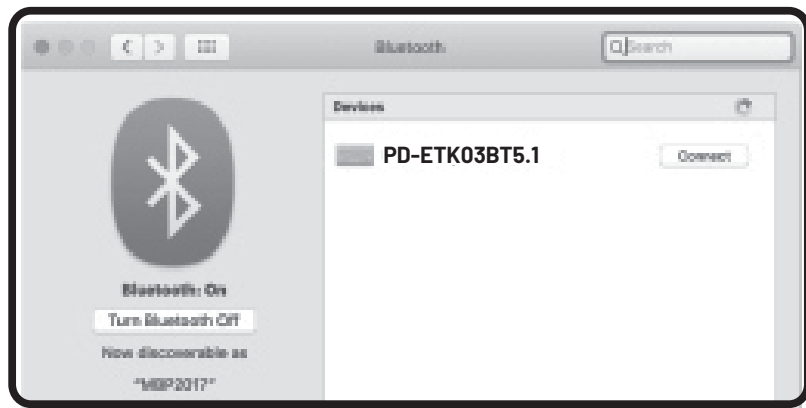 Bluetooth
Search
Devices
PD-ETK03BT5.1
Connect
Bluetooth: On
Turn Bluetooth Off
Now discoverable as
"MBP2017"